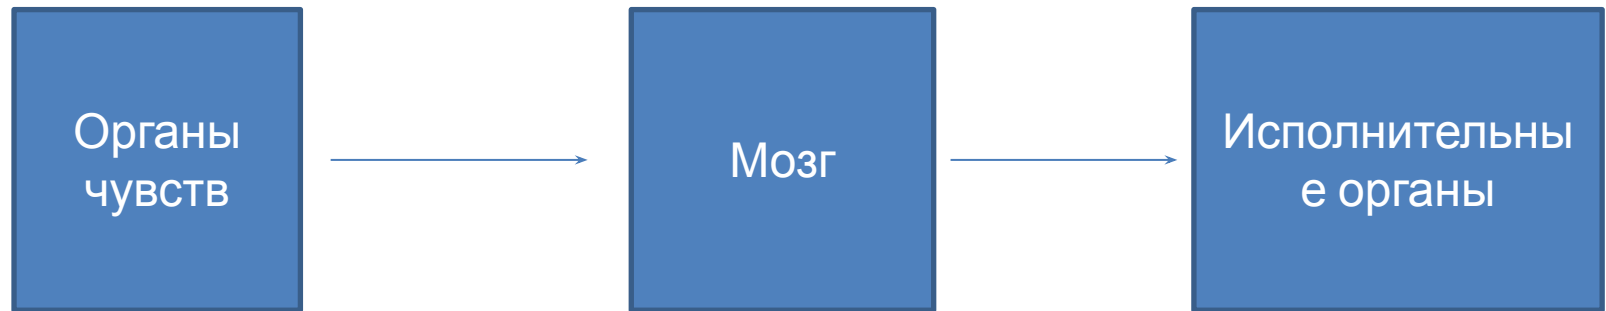 Органы
чувств
Мозг
Исполнительны
е органы